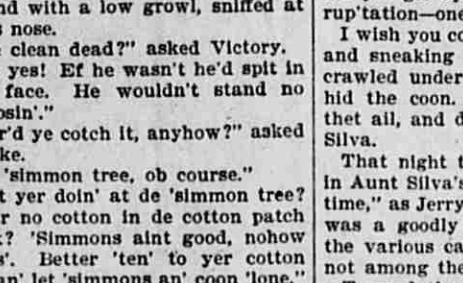 nd with a low growl, sniffed at
s nose.
clean dead?" asked Victory.
yes! Ef he wasn't he'd spit in
face. He wouldn't stand no
osin'."
r'd ye cotch it, anyhow?" asked
ke.
'simmon tree, ob course."
t yer doin' at de 'simmon tree?
r no cotton in de cotton patch
k? 'Simmons aint good, nohow
s'. Better 'ten' to yer cotton
an' let 'simmons an' coon 'lone."
rup'tation—one
I wish you co
and sneaking
crawled under
hid the coon.
thet ail, and d
Silva.
That night t
in Aunt Silva's
time," as Jerry
was a goodly
the various ca
not among the